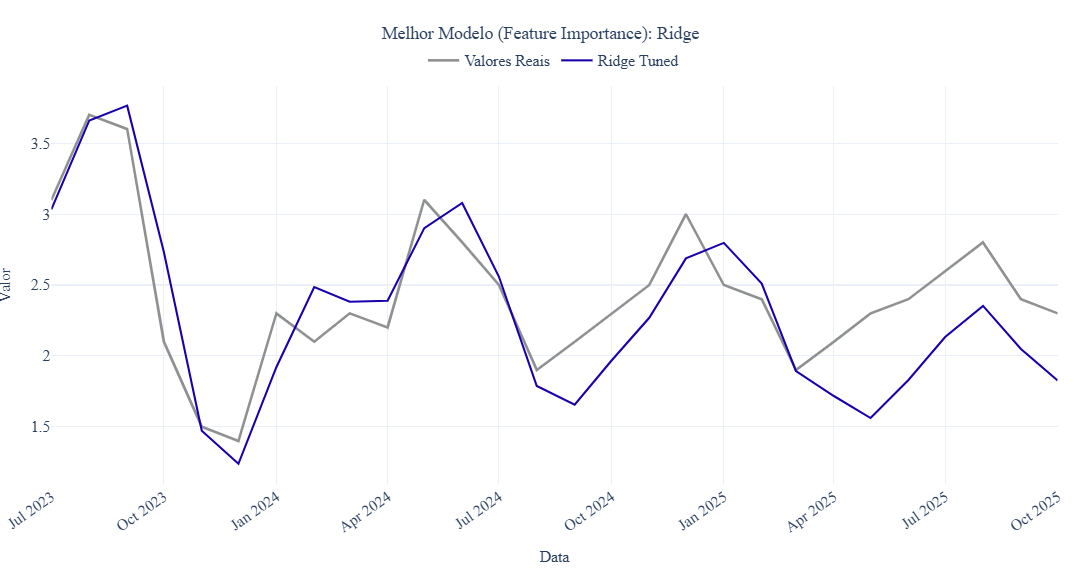 Melhor Modelo (Feature Importance): Ridge
Valores Reais Ridge Tuned
3.5
3
2.5
2
1.5
Valor
Jul 2023 Oct 2023 Jan 2024 Apr 2024 Jul 2024 Oct 2024 Jan 2025 Apr 2025 Jul 2025 Oct 2025
Data